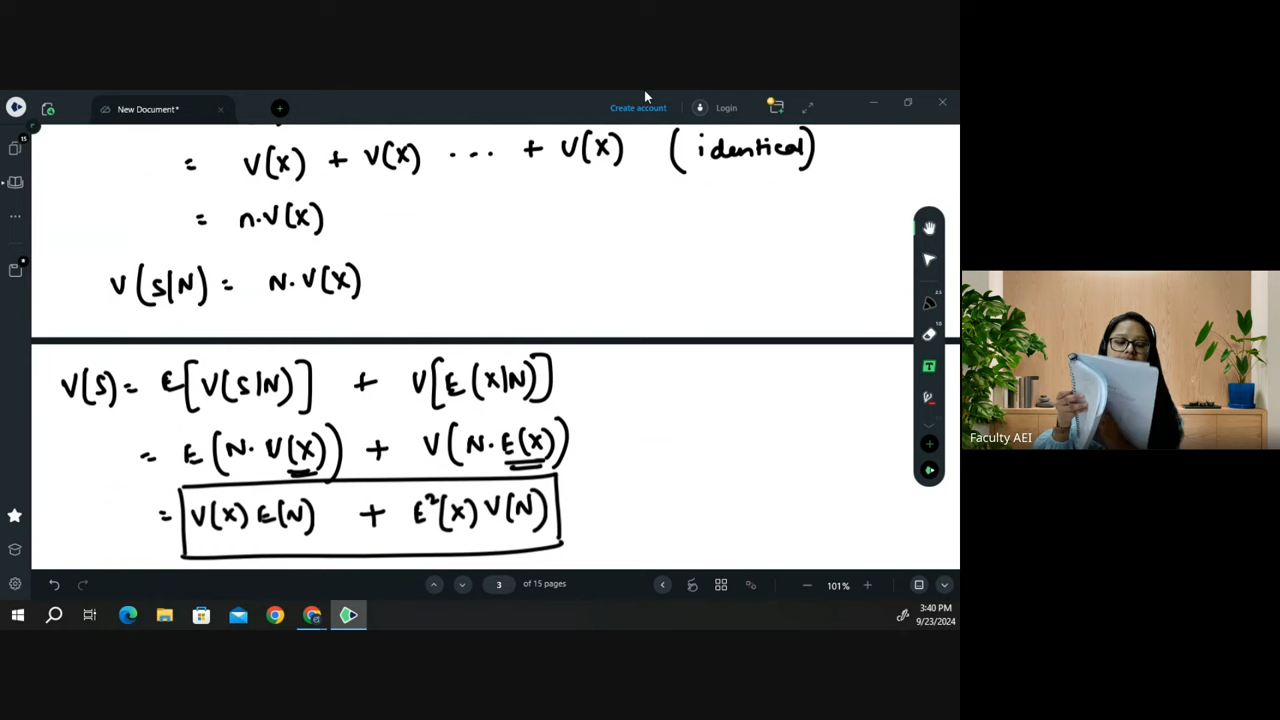 New Document*
Create account
Login
= V(X) + V(X) ... + V(X) (identical)
= n.V(X)
V(S|N) = N.V(X)
V(S) = E[V(S|N)] + V[E(X|N)]
= E(N.V(X)) + V(N.E(X))
= V(X) E(N) + E²(X) V(N)
Faculty AEI
3 of 15 pages
101%
3:40 PM
9/23/2024